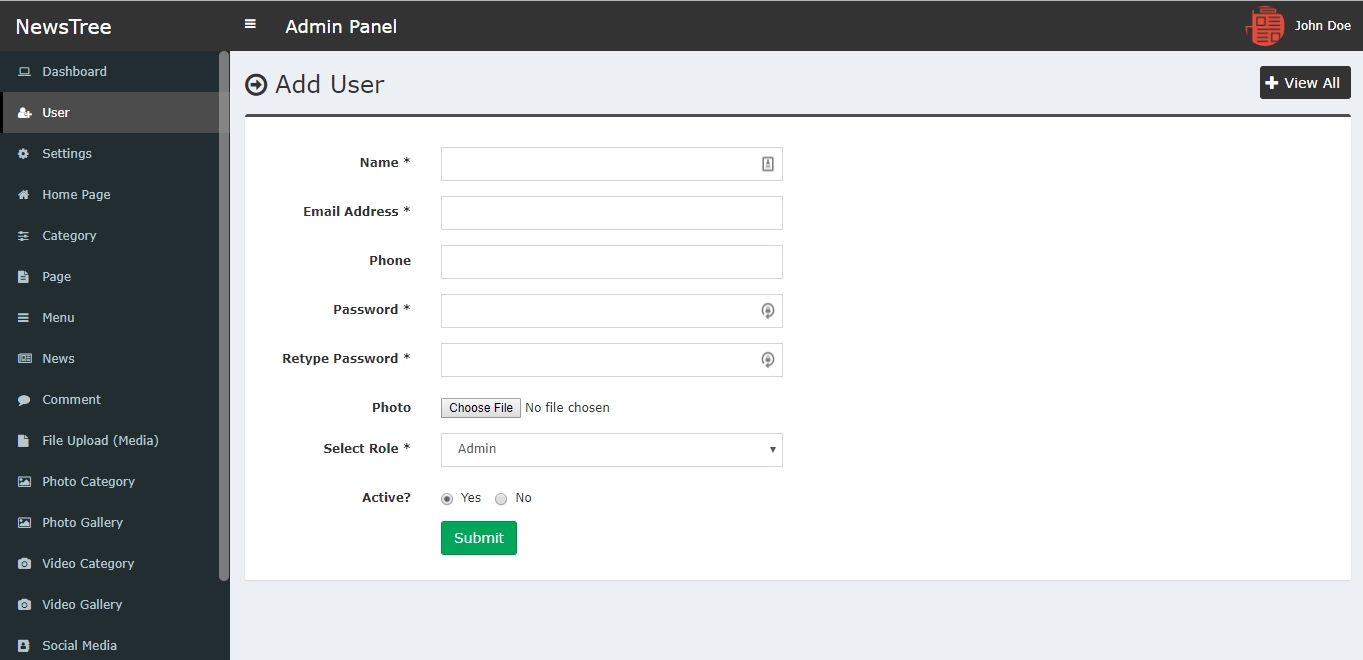 NewsTree
Admin Panel
John Doe
Dashboard
User
Settings
Home Page
Category
Page
Menu
News
Comment
File Upload (Media)
Photo Category
Photo Gallery
Video Category
Video Gallery
Social Media
Add User
View All
Name *
Email Address *
Phone
Password *
Retype Password *
Photo Choose File No file chosen
Select Role * Admin
Active? Yes No
Submit